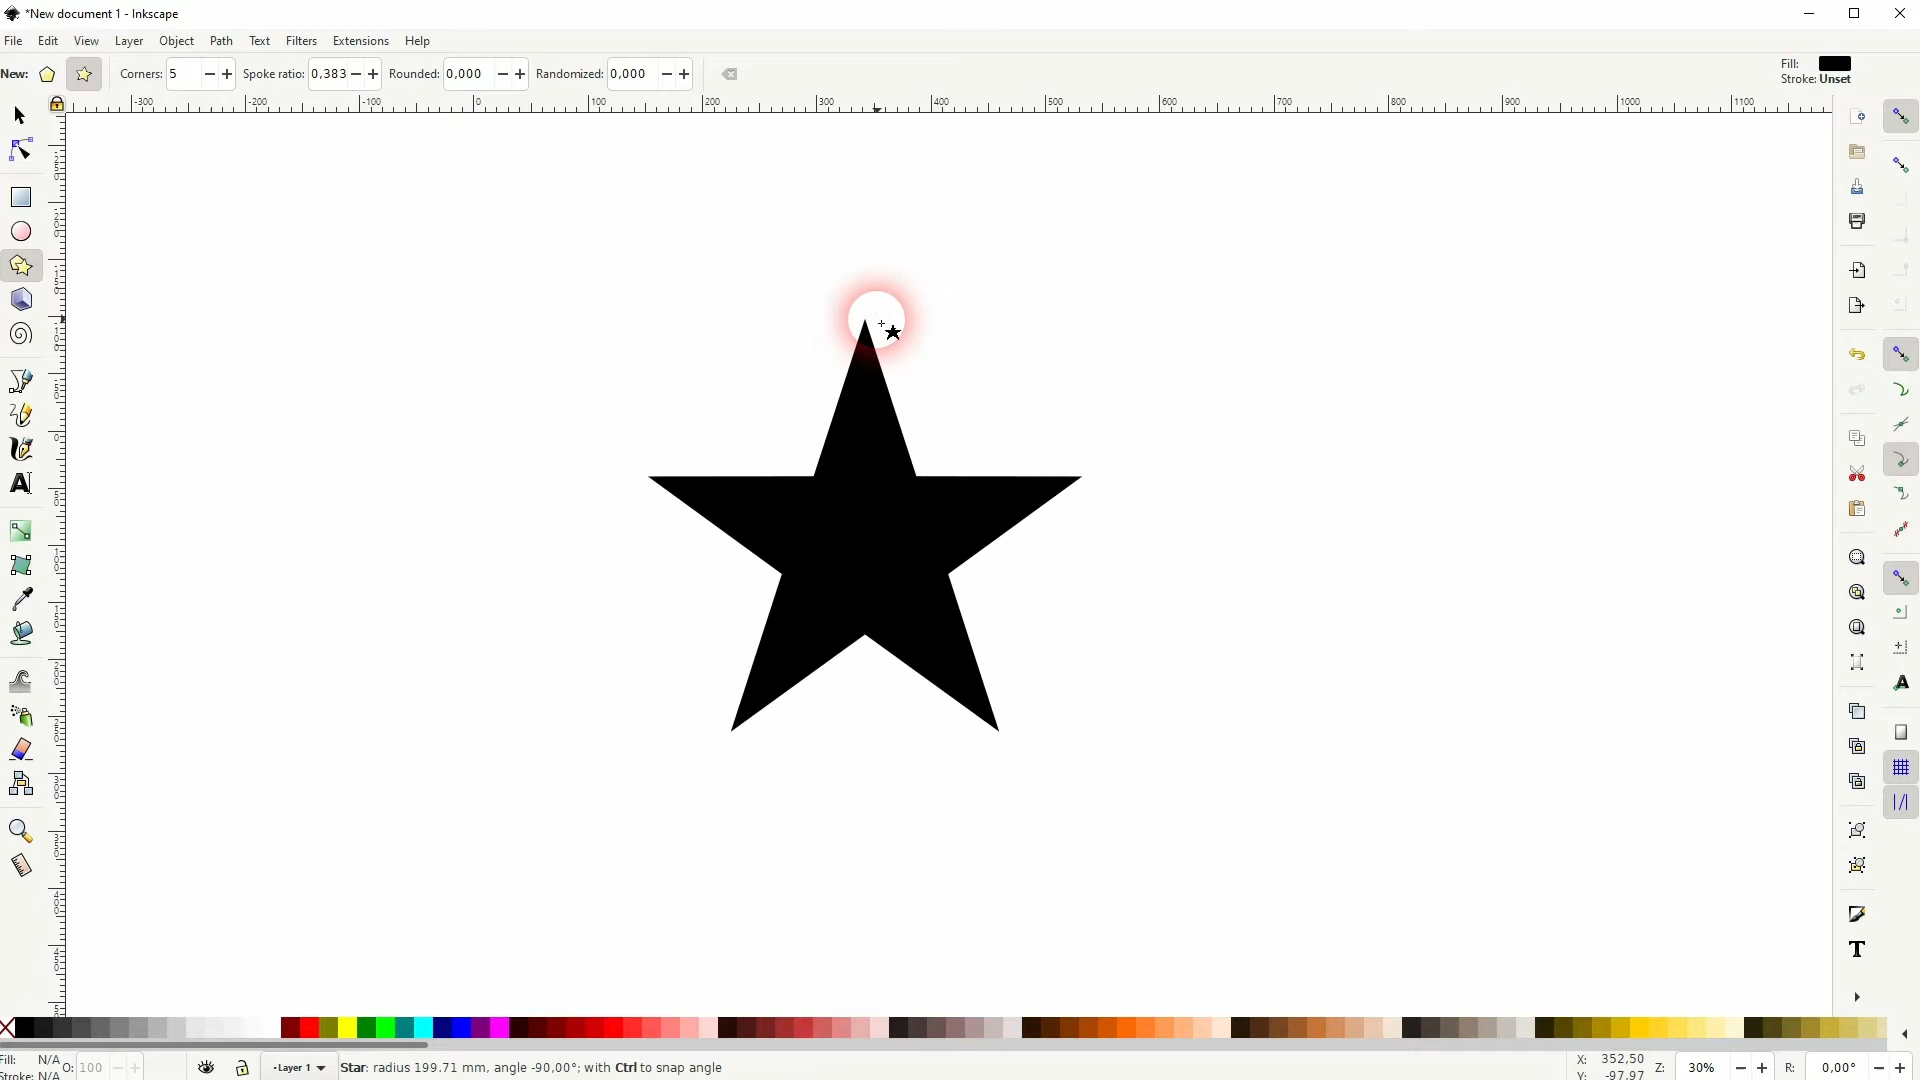 *New document 1 - Inkscape
File Edit View Layer Object Path Text Filters Extensions Help
New: Corners: 5 Spoke ratio: 0,383 Rounded: 0,000 Randomized: 0,000
Fill:
Stroke: Unset
-300 -200 -100 0 100 200 300 400 500 600 700 800 900 1000 1100
Fill: N/A
Stroke: N/A
O: 100
-Layer 1
Star: radius 199.71 mm, angle -90,00°; with Ctrl to snap angle
X: 352,50
Y: -97,97
Z: 30%
R: 0,00°